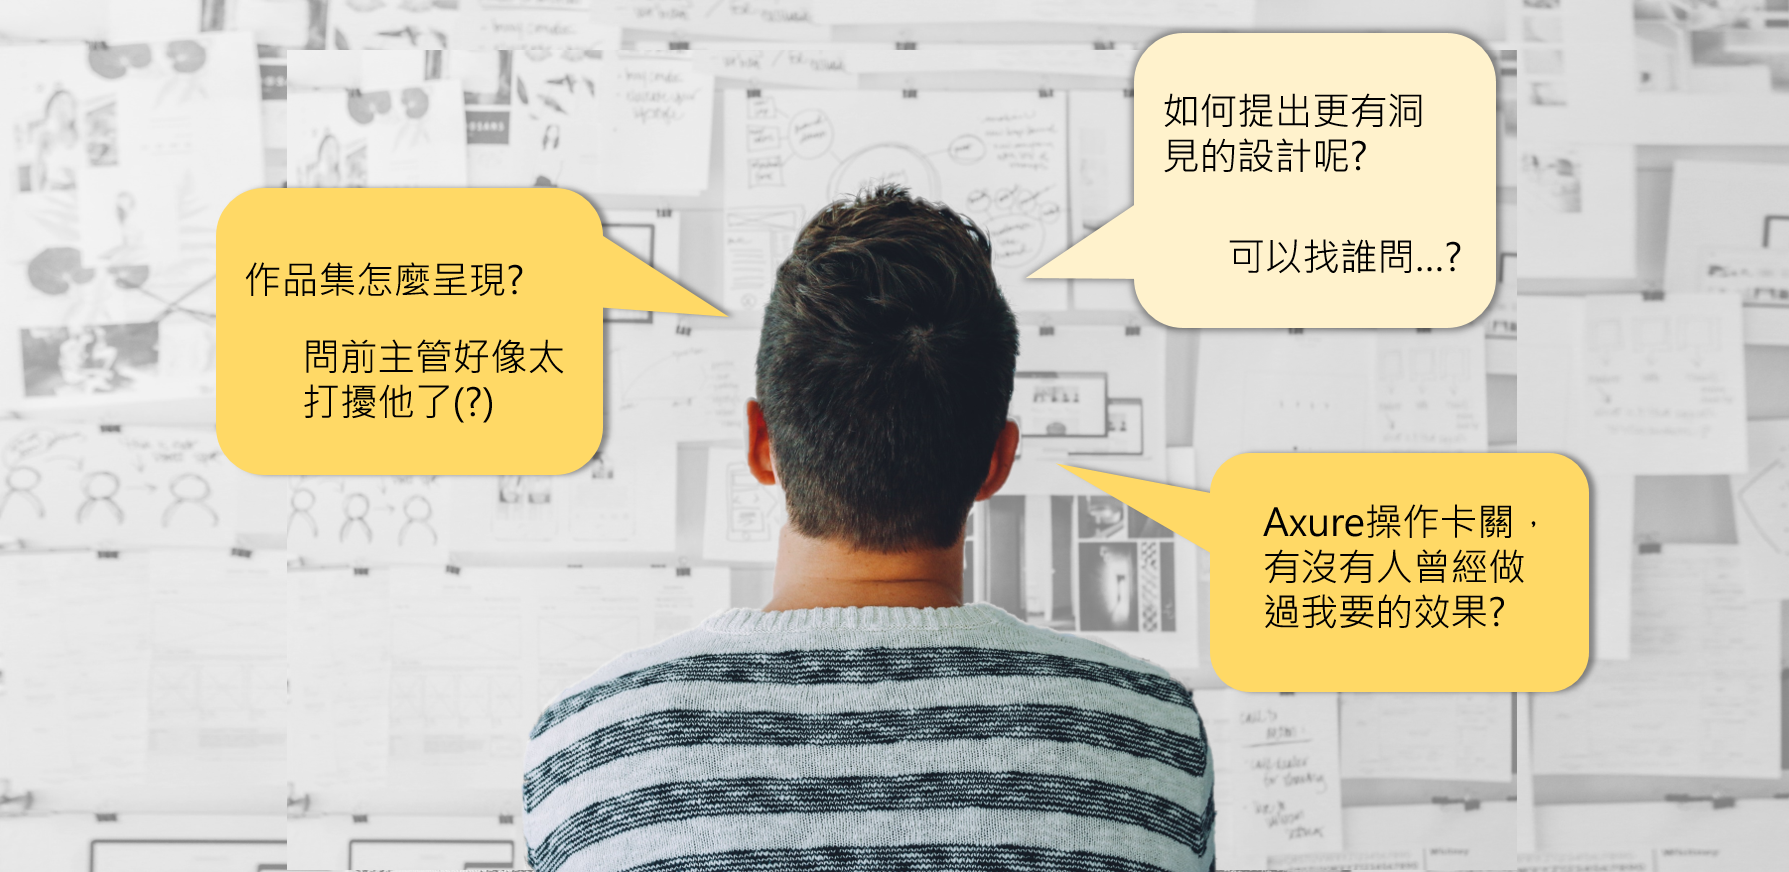 作品集怎麼呈現?
問前主管好像太
打擾他了(?)
如何提出更有洞
見的設計呢?
可以找誰問...?
Axure操作卡關，
有沒有人曾經做
過我要的效果?